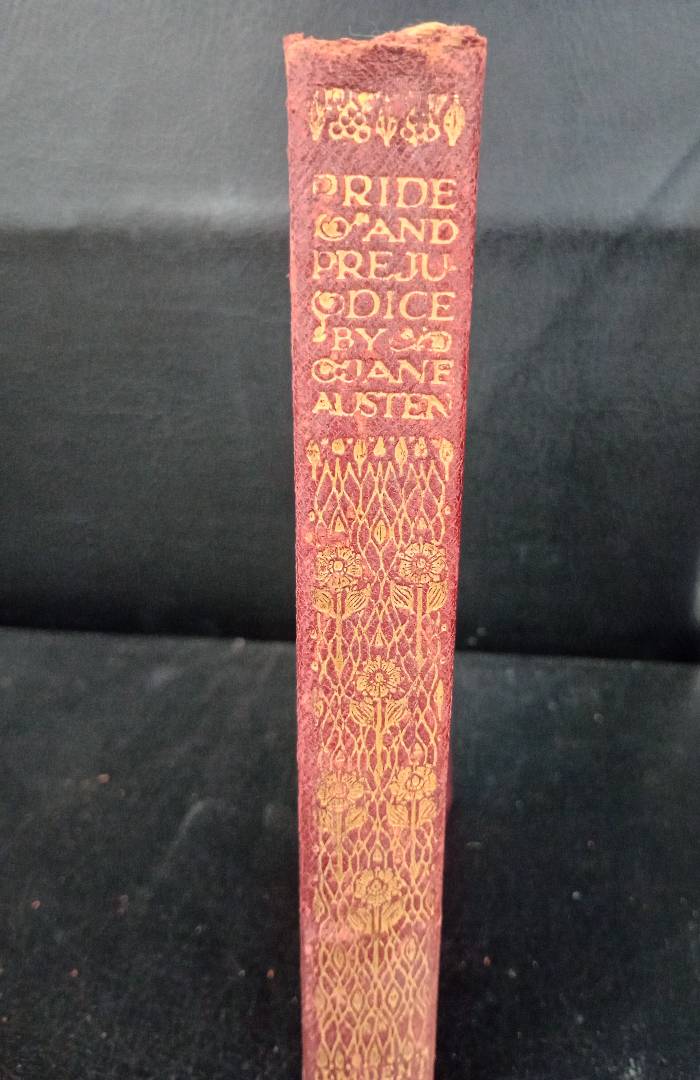 PRIDE
AND
PREJU-
DICE
BY
JANE
AUSTEN